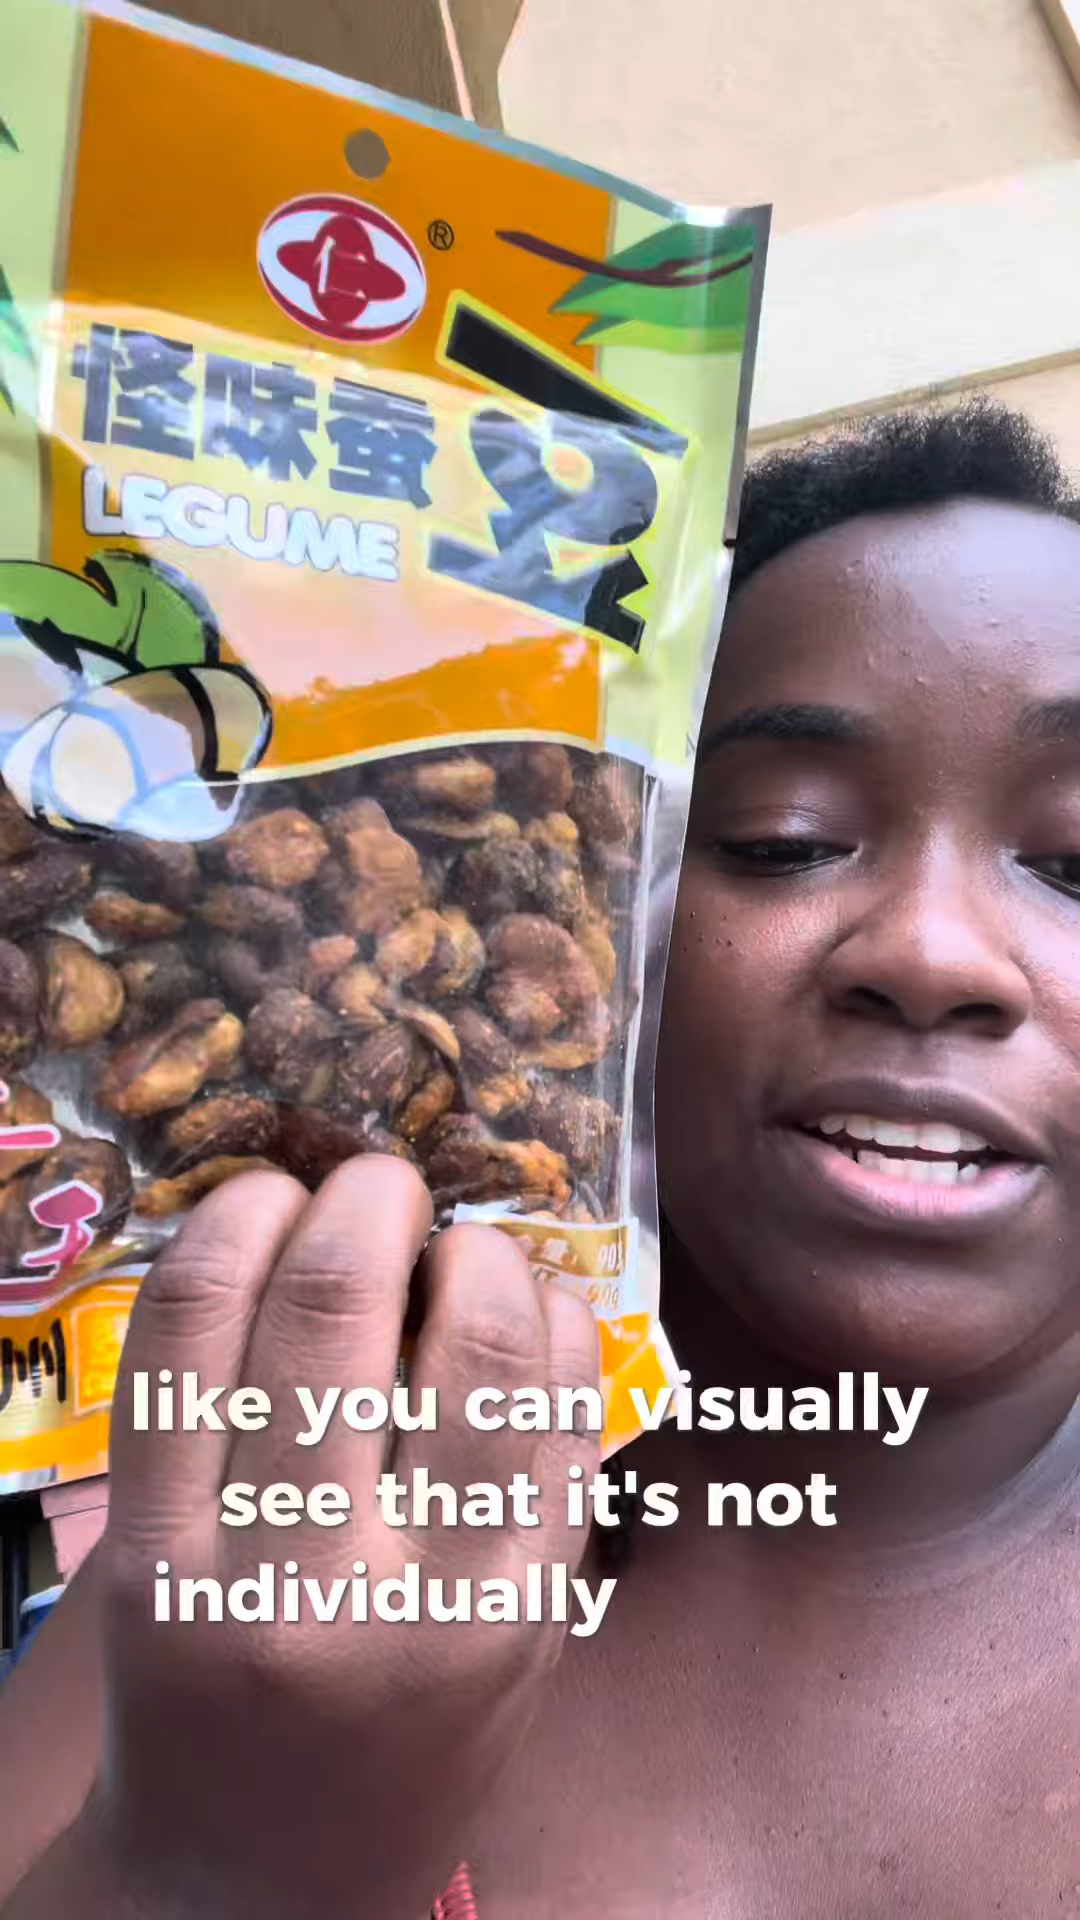 ®
怪味蚕豆
LEGUME
like you can visually
see that it's not
individually